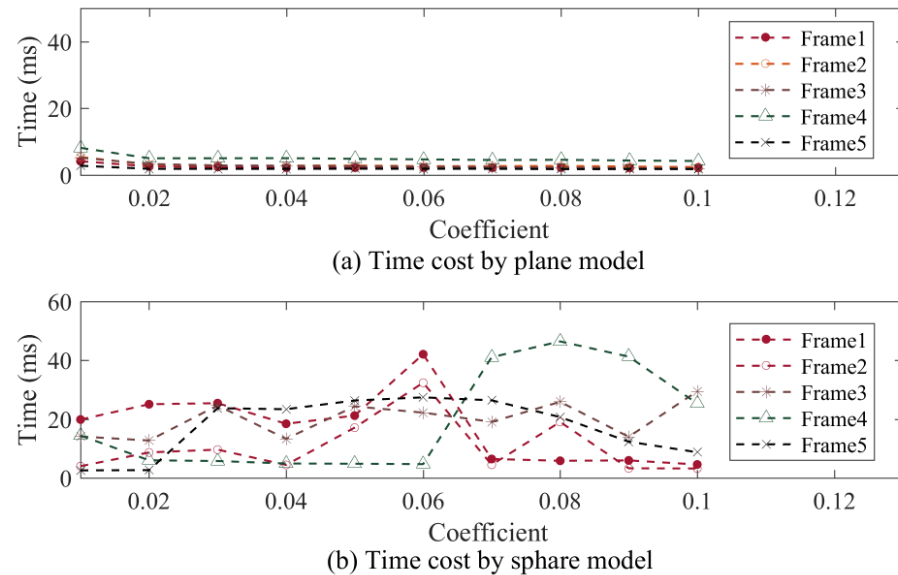 40
20
0
Time (ms)
0.02 0.04 0.06 0.08 0.1 0.12
Coefficient
Frame1
Frame2
Frame3
Frame4
Frame5
(a) Time cost by plane model
60
40
20
0
Time (ms)
0.02 0.04 0.06 0.08 0.1 0.12
Coefficient
Frame1
Frame2
Frame3
Frame4
Frame5
(b) Time cost by sphare model